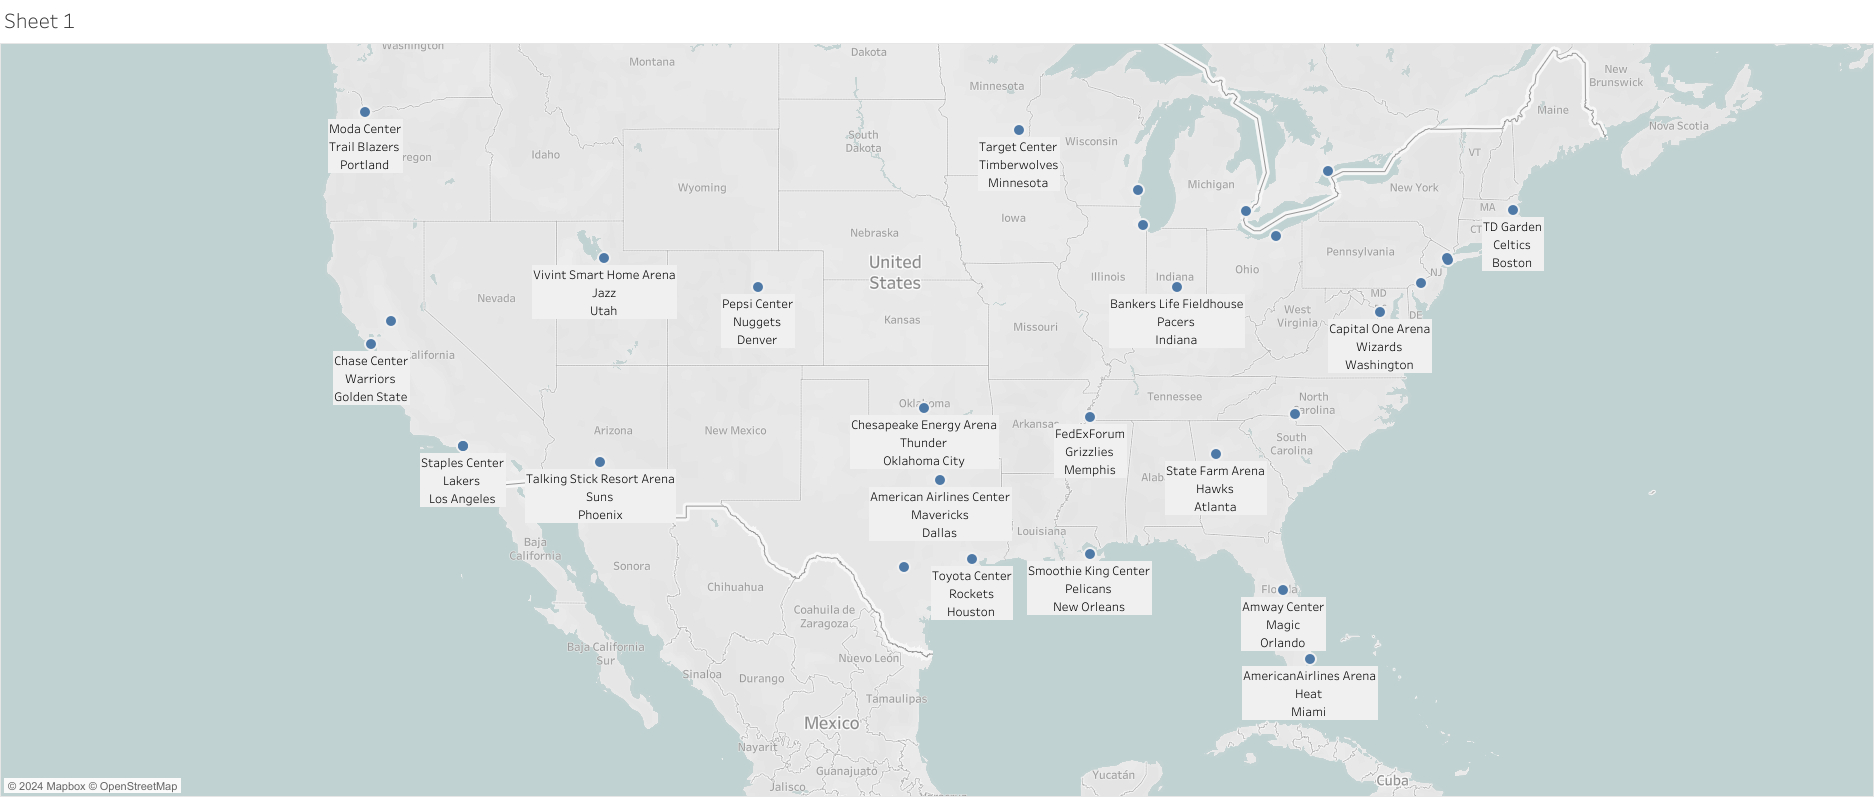 Sheet 1
Washington
Montana
Dakota
Minnesota
New
Brunswick
Maine
Nova Scotia
Moda Center
Trail Blazers
Portland
regon
Idaho
South
Dakota
Target Center
Timberwolves
Minnesota
Wisconsin
VT
Wyoming
Michigan
New York
Iowa
MA
CT
TD Garden
Celtics
Boston
Nebraska
United
States
Pennsylvania
Vivint Smart Home Arena
Jazz
Utah
Nevada
Pepsi Center
Nuggets
Denver
Illinois
Indiana
Ohio
NJ
Bankers Life Fieldhouse
Pacers
Indiana
MD
DE
West
Virginia
Capital One Arena
Wizards
Washington
Kansas
Missouri
Chase Center
Warriors
Golden State
alifornia
Tennessee
North
Carolina
Oklahoma
Chesapeake Energy Arena
Thunder
Oklahoma City
Arkansas
FedExForum
Grizzlies
Memphis
Arizona
New Mexico
South
Carolina
Staples Center
Lakers
Los Angeles
Talking Stick Resort Arena
Suns
Phoenix
Alab
State Farm Arena
Hawks
Atlanta
American Airlines Center
Mavericks
Dallas
Louisiana
Baja
California
Sonora
Chihuahua
Toyota Center
Rockets
Houston
Smoothie King Center
Pelicans
New Orleans
Florida
Amway Center
Magic
Orlando
Coahuila de
Zaragoza
Baja California
Sur
Nuevo León
Sinaloa
Durango
AmericanAirlines Arena
Heat
Miami
Tamaulipas
Mexico
Nayarit
Guanajuato
Yucatán
Cuba
Jalisco
Veracruz
© 2024 Mapbox © OpenStreetMap